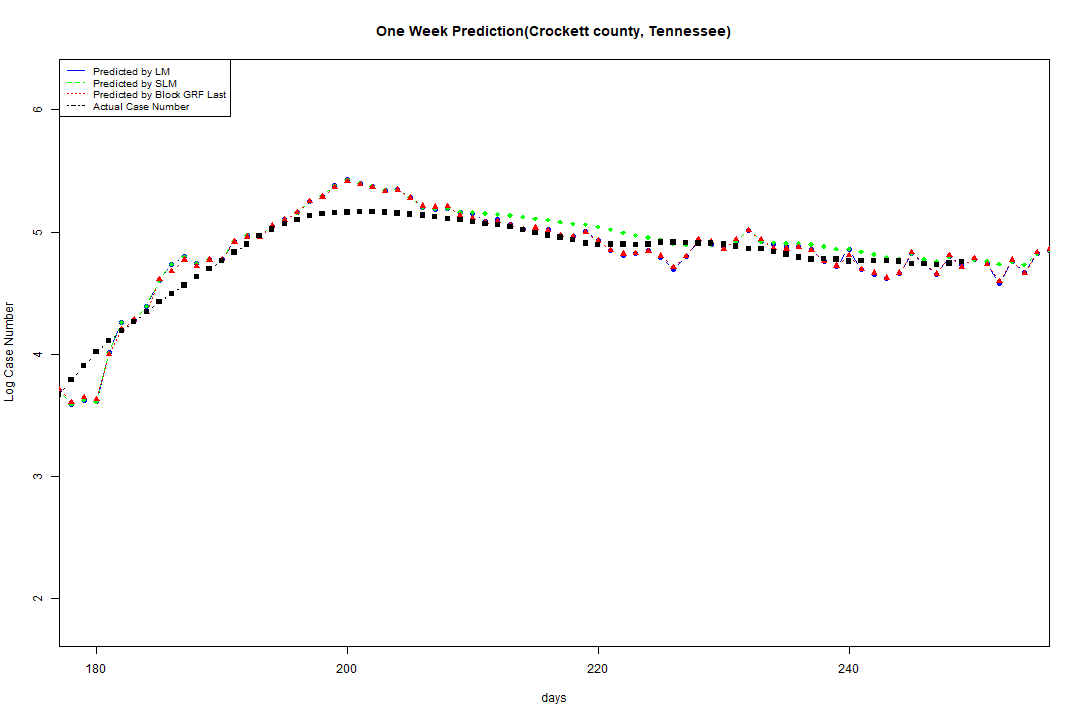 One Week Prediction(Crockett county, Tennessee)
Predicted by LM
Predicted by SLM
Predicted by Block GRF Last
Actual Case Number
6
5
4
3
2
Log Case Number
180 200 220 240
days